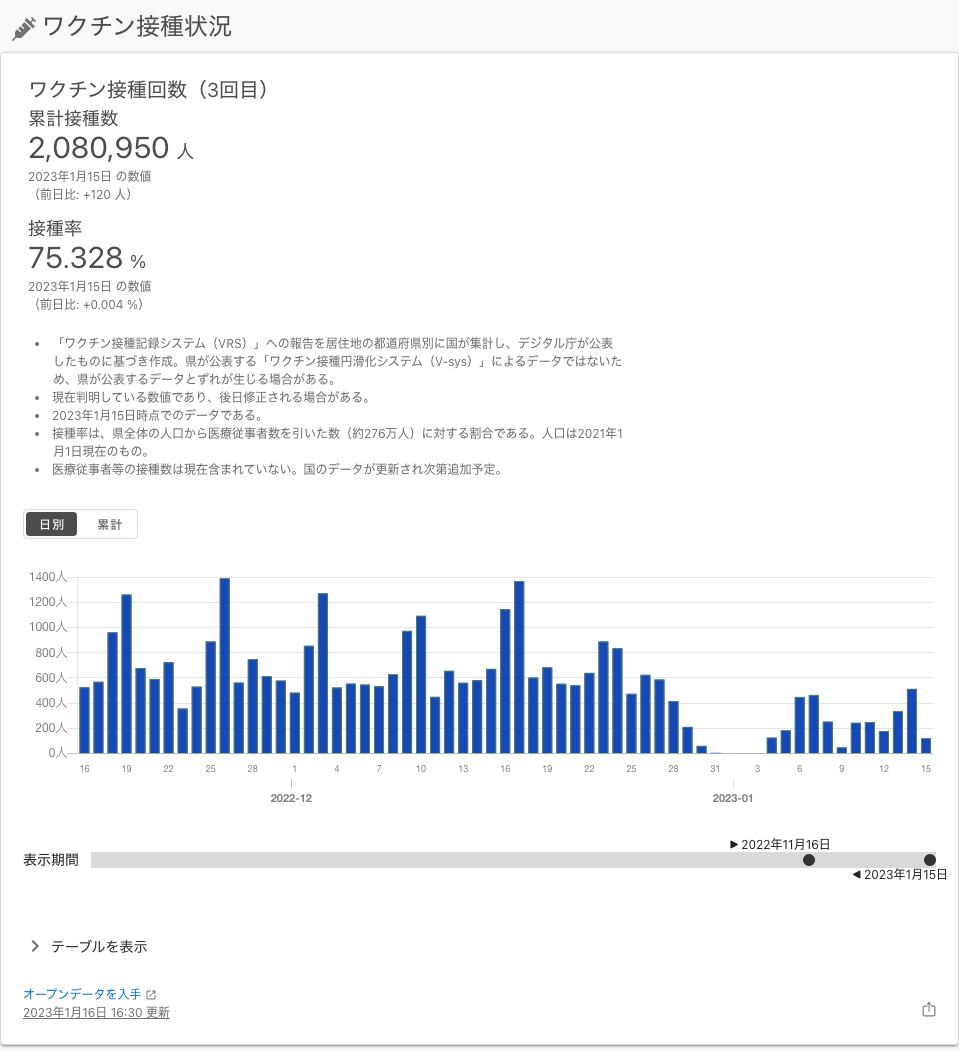 ワクチン接種状況
ワクチン接種回数（3回目）
累計接種数
2,080,950 人
2023年1月15日 の数値
（前日比: +120 人）
接種率
75.328 %
2023年1月15日 の数値
（前日比: +0.004 %）
• 「ワクチン接種記録システム（VRS）」への報告を居住地の都道府県別に国が集計し、デジタル庁が公表
したものに基づき作成。県が公表する「ワクチン接種円滑化システム（V-sys）」によるデータではないた
め、県が公表するデータとずれが生じる場合がある。
• 現在判明している数値であり、後日修正される場合がある。
• 2023年1月15日時点でのデータである。
• 接種率は、県全体の人口から医療従事者数を引いた数（約276万人）に対する割合である。人口は2021年1
月1日現在のもの。
• 医療従事者等の接種数は現在含まれていない。国のデータが更新され次第追加予定。
日別 累計
1400人
1200人
1000人
800人
600人
400人
200人
0人
16 19 22 25 28 1 4 7 10 13 16 19 22 25 28 31 3 6 9 12 15
2022-12 2023-01
▶ 2022年11月16日
表示期間
◀ 2023年1月15日
テーブルを表示
オープンデータを入手
2023年1月16日 16:30 更新